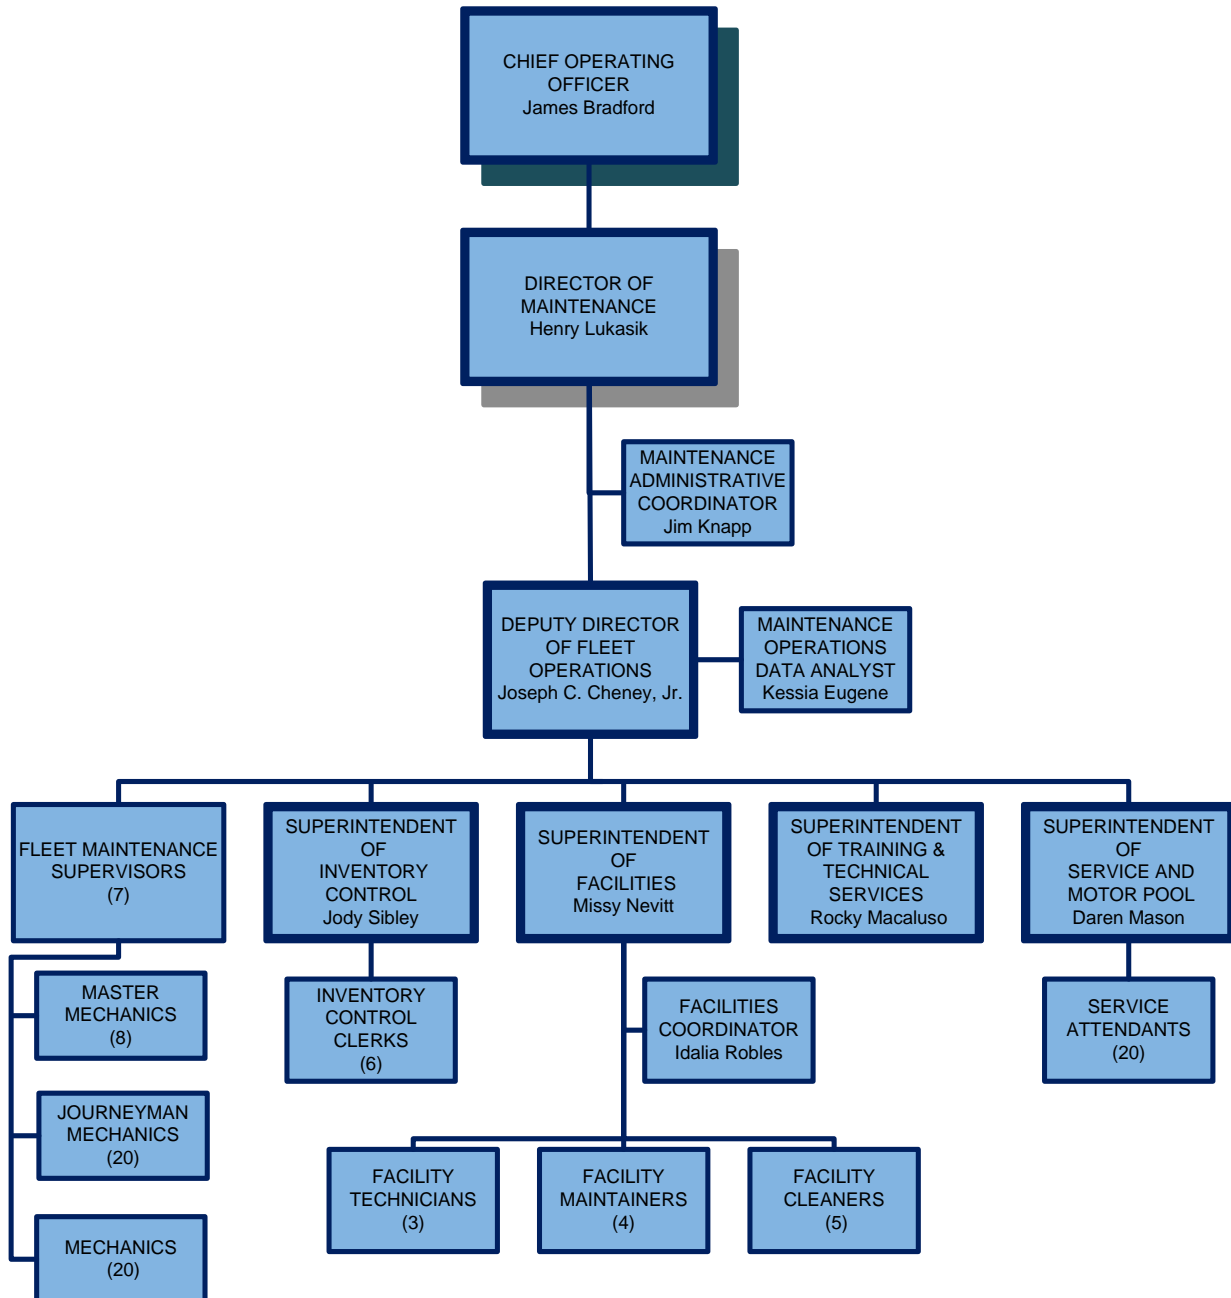 CHIEF OPERATING
OFFICER
James Bradford
DIRECTOR OF
MAINTENANCE
Henry Lukasik
MAINTENANCE
ADMINISTRATIVE
COORDINATOR
Jim Knapp
DEPUTY DIRECTOR
OF FLEET
OPERATIONS
Joseph C. Cheney, Jr.
MAINTENANCE
OPERATIONS
DATA ANALYST
Kessia Eugene
FLEET MAINTENANCE
SUPERVISORS
(7)
SUPERINTENDENT
OF
INVENTORY
CONTROL
Jody Sibley
SUPERINTENDENT
OF
FACILITIES
Missy Nevitt
SUPERINTENDENT
OF TRAINING &
TECHNICAL
SERVICES
Rocky Macaluso
SUPERINTENDENT
OF
SERVICE AND
MOTOR POOL
Daren Mason
MASTER
MECHANICS
(8)
INVENTORY
CONTROL
CLERKS
(6)
FACILITIES
COORDINATOR
Idalia Robles
SERVICE
ATTENDANTS
(20)
JOURNEYMAN
MECHANICS
(20)
FACILITY
TECHNICIANS
(3)
FACILITY
MAINTAINERS
(4)
FACILITY
CLEANERS
(5)
MECHANICS
(20)